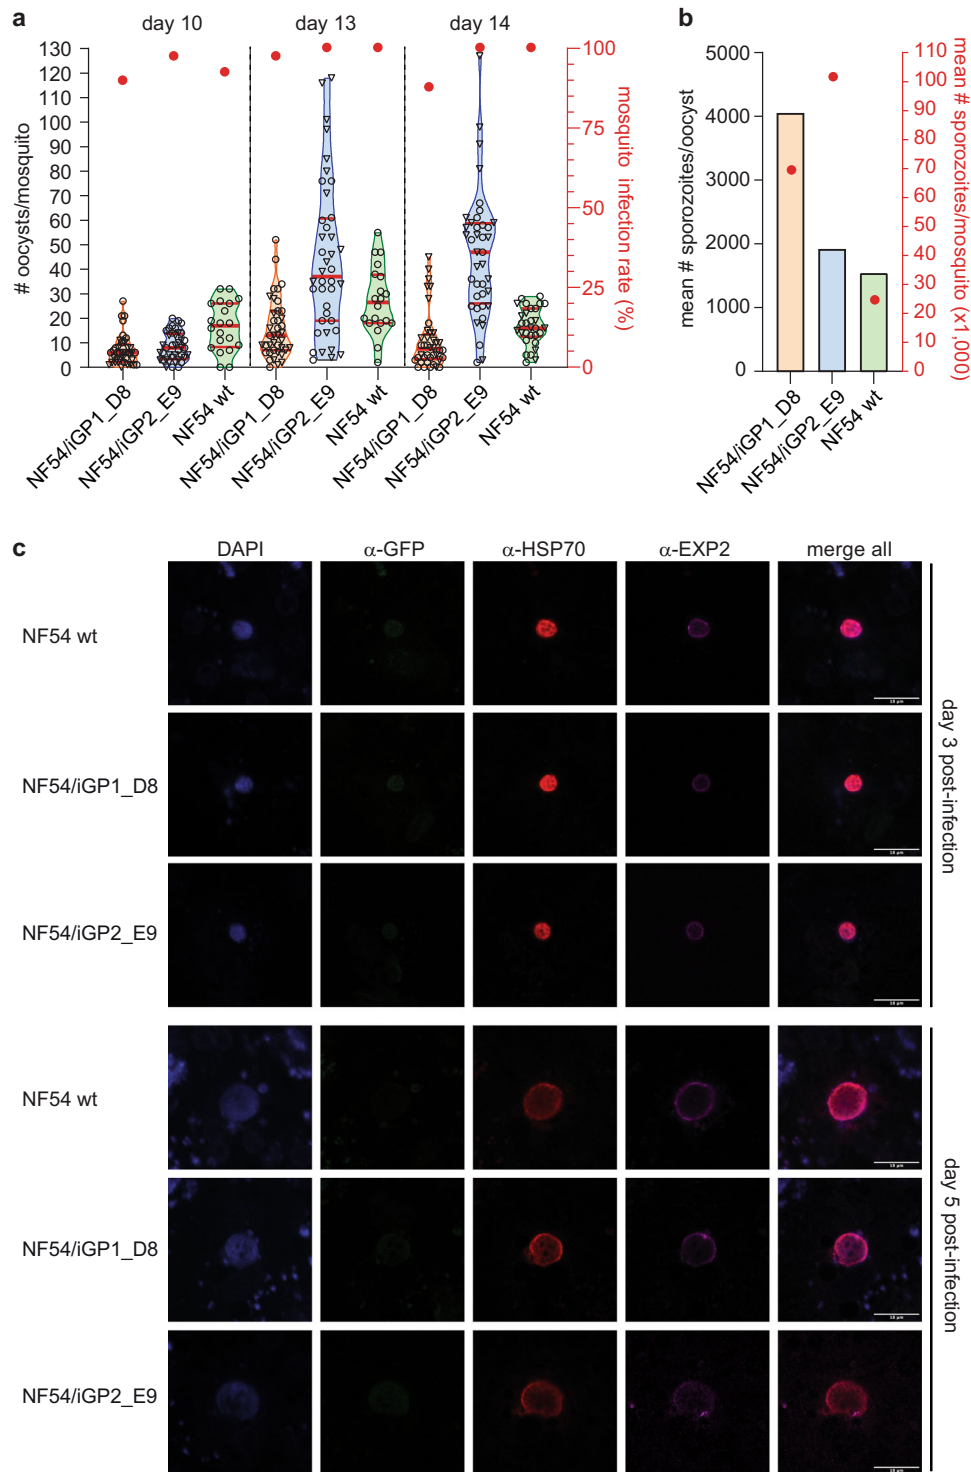 a
day 10
day 13
day 14
# oocysts/mosquito
130
120
110
100
90
80
70
60
50
40
30
20
10
0
100
50
0
mosquito infection rate (%)
NF54/iGP1_D8
NF54/iGP2_E9
NF54 wt
NF54/iGP1_D8
NF54/iGP2_E9
NF54 wt
NF54/iGP1_D8
NF54/iGP2_E9
NF54 wt
b
mean # sporozoites/oocyst
5000
4000
3000
2000
1000
0
110
100
90
80
70
60
50
40
30
20
10
0
mean # sporozoites/mosquito (x1,000)
NF54/iGP1_D8
NF54/iGP2_E9
NF54 wt
c
DAPI
α-GFP
α-HSP70
α-EXP2
merge all
NF54 wt
NF54/iGP1_D8
NF54/iGP2_E9
day 3 post-infection
NF54 wt
NF54/iGP1_D8
NF54/iGP2_E9
day 5 post-infection